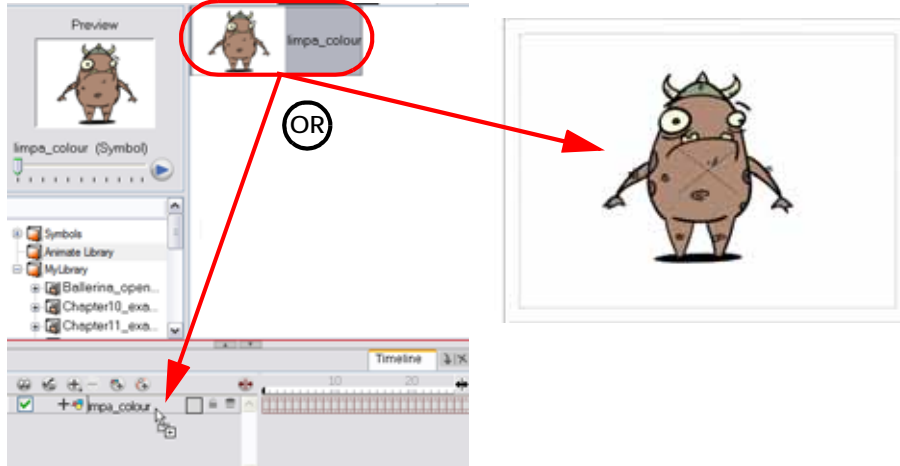 Preview
limpa_colour
OR
limpa_colour (Symbol)
Symbols
Animate Library
MyLibrary
Ballerina_open...
Chapter10_exa...
Chapter11_exa...
Timeline
10 20
limpa_colour